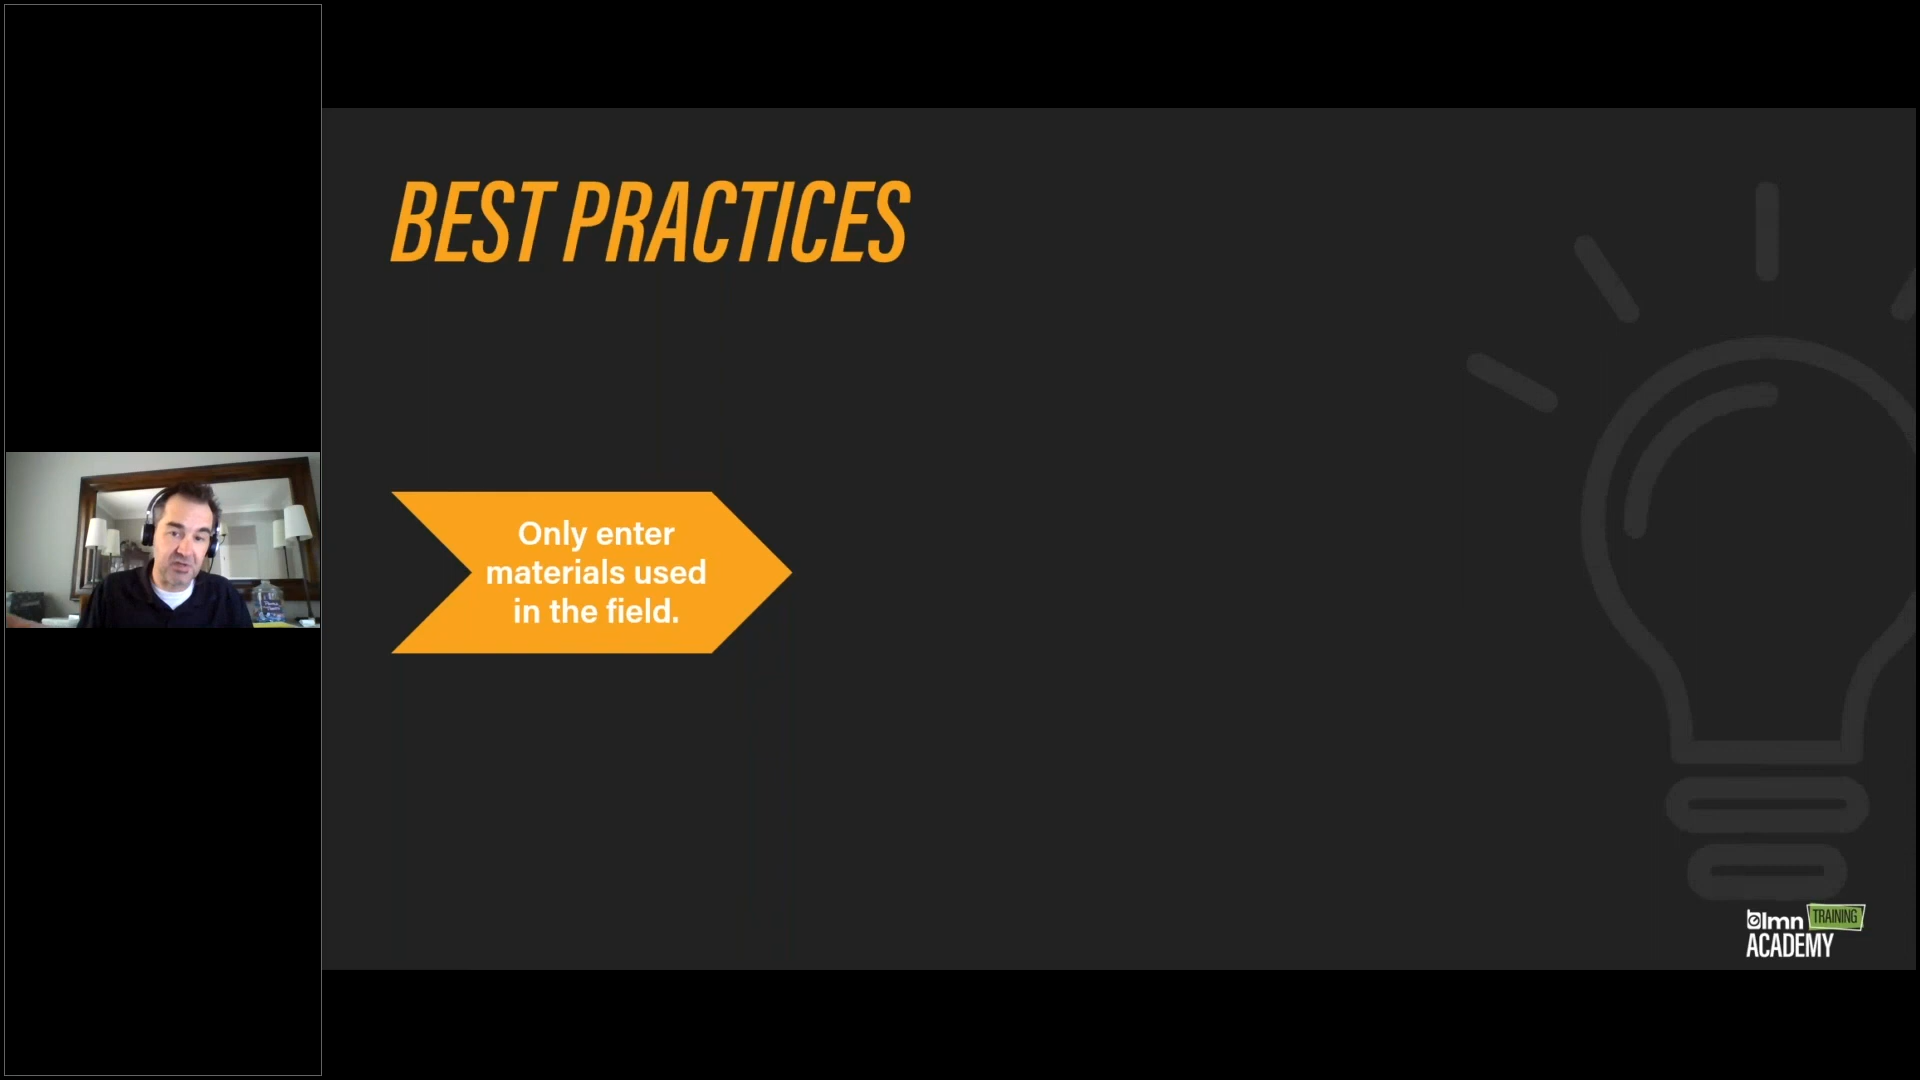 BEST PRACTICES
Only enter
materials used
in the field.
lmn TRAINING
ACADEMY